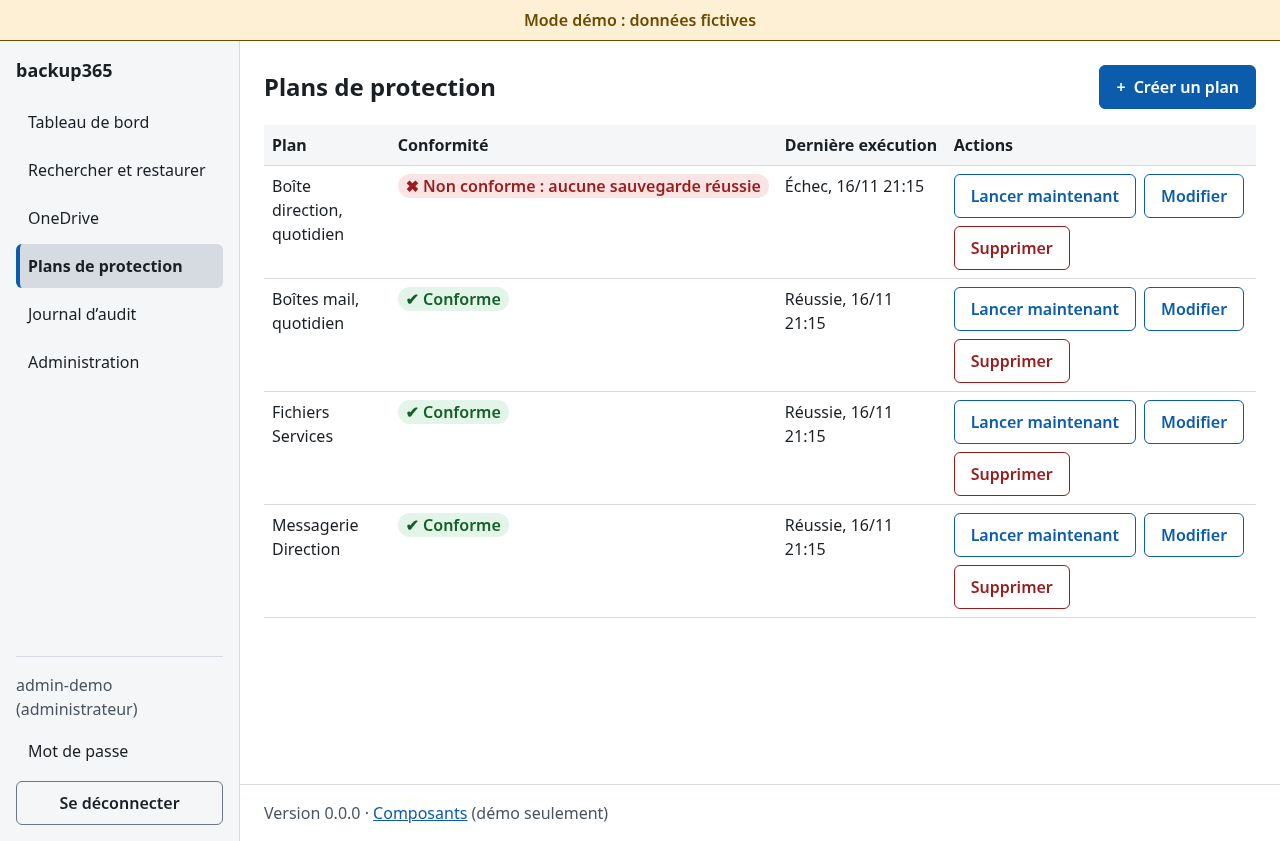 Mode démo : données fictives
backup365
Tableau de bord
Rechercher et restaurer
OneDrive
Plans de protection
Journal d’audit
Administration
admin-demo
(administrateur)
Mot de passe
Se déconnecter
Plans de protection
+ Créer un plan
Plan Conformité Dernière exécution Actions
Boîte
direction,
quotidien
✖ Non conforme : aucune sauvegarde réussie
Échec, 16/11 21:15
Lancer maintenant Modifier
Supprimer
Boîtes mail,
quotidien
✔ Conforme
Réussie, 16/11
21:15
Lancer maintenant Modifier
Supprimer
Fichiers
Services
✔ Conforme
Réussie, 16/11
21:15
Lancer maintenant Modifier
Supprimer
Messagerie
Direction
✔ Conforme
Réussie, 16/11
21:15
Lancer maintenant Modifier
Supprimer
Version 0.0.0 · Composants (démo seulement)